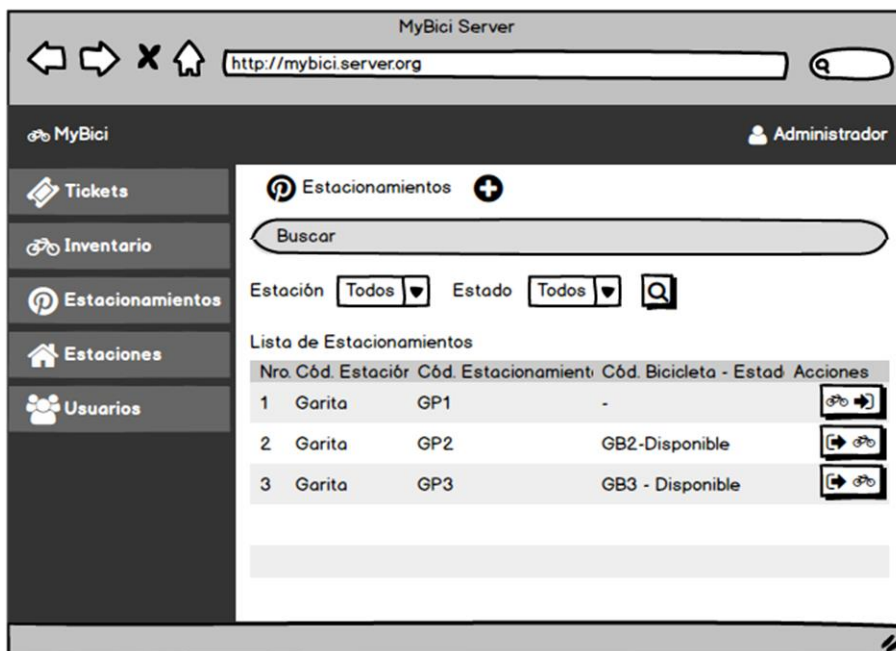 MyBici Server
http://mybici.server.org
MyBici Administrador
Tickets
Inventario
Estacionamientos
Estaciones
Usuarios
Estacionamientos
Buscar
Estación Todos Estado Todos
Lista de Estacionamientos
Nro. Cód. Estación Cód. Estacionamient Cód. Bicicleta - Estad Acciones
1 Garita GP1 -
2 Garita GP2 GB2-Disponible
3 Garita GP3 GB3 - Disponible